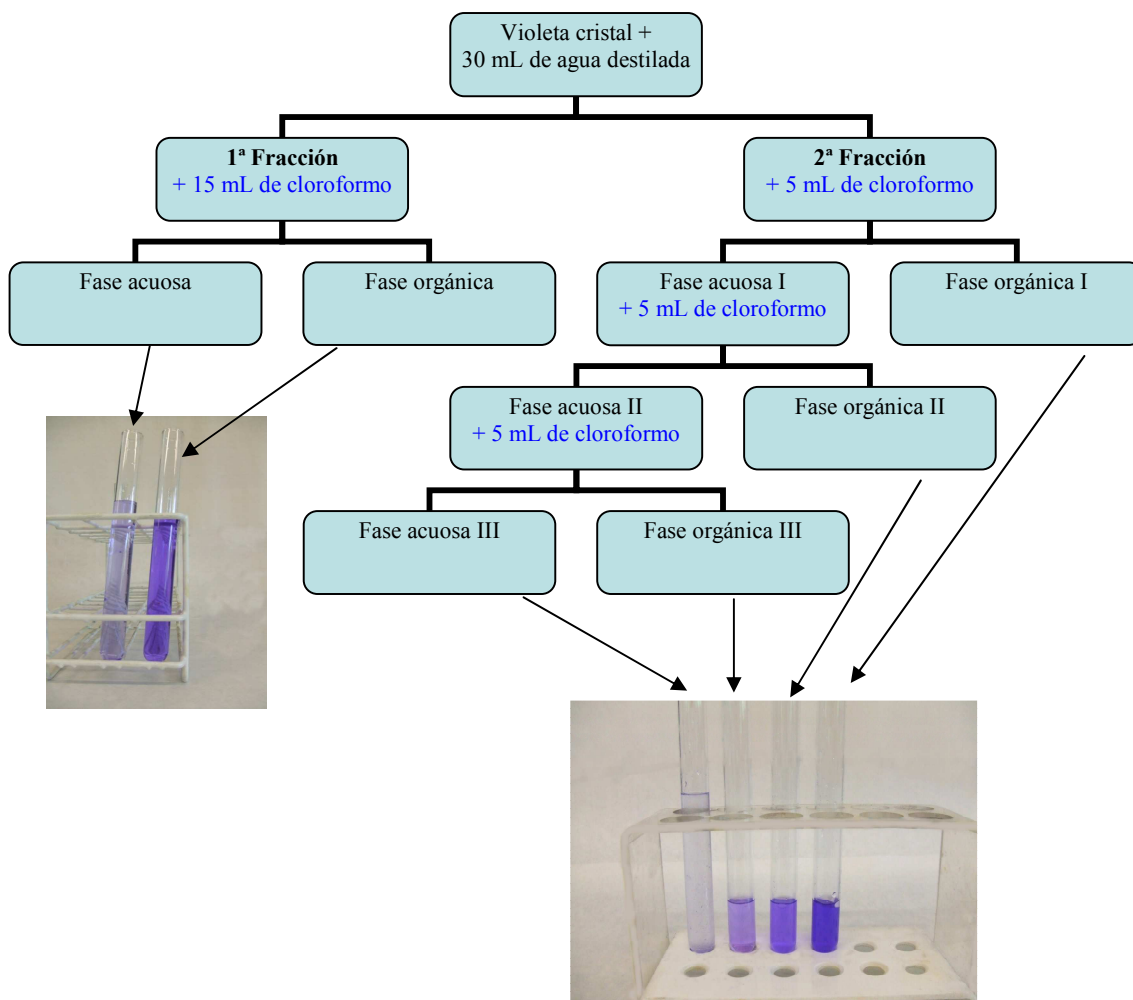 Violeta cristal +
30 mL de agua destilada
1ª Fracción
+ 15 mL de cloroformo
2ª Fracción
+ 5 mL de cloroformo
Fase acuosa
Fase orgánica
Fase acuosa I
+ 5 mL de cloroformo
Fase orgánica I
Fase acuosa II
+ 5 mL de cloroformo
Fase orgánica II
Fase acuosa III
Fase orgánica III